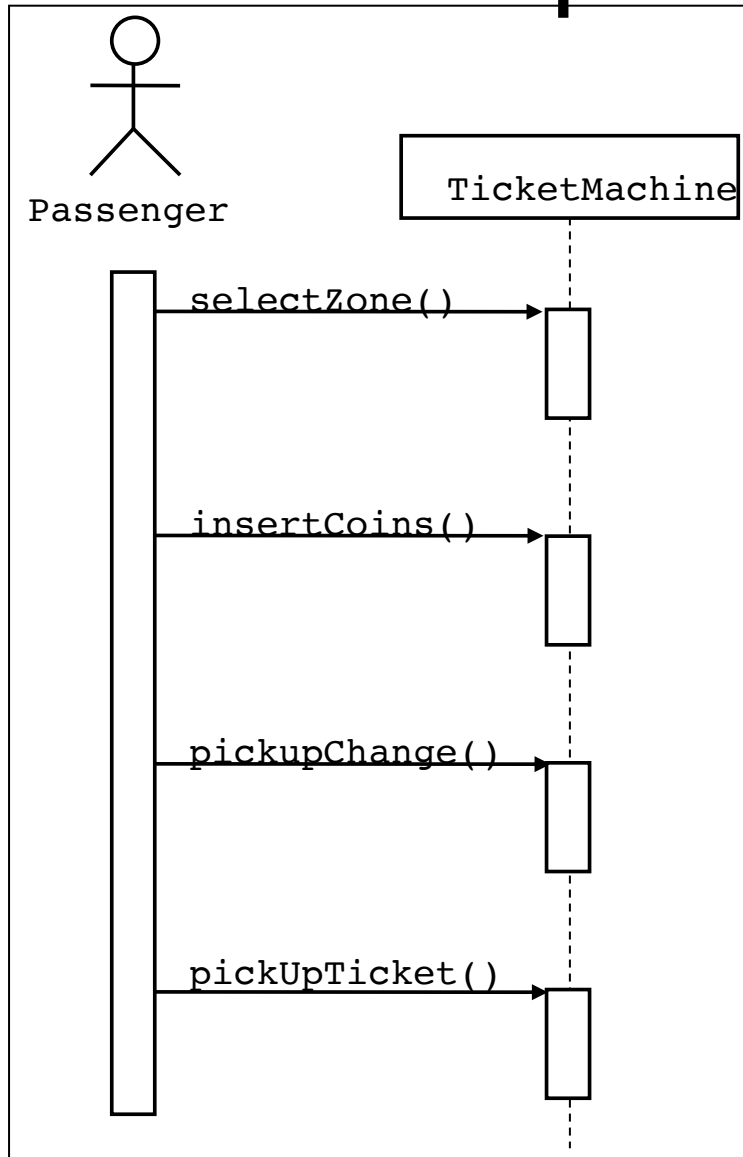 Passenger
TicketMachine
selectZone()
insertCoins()
pickupChange()
pickUpTicket()